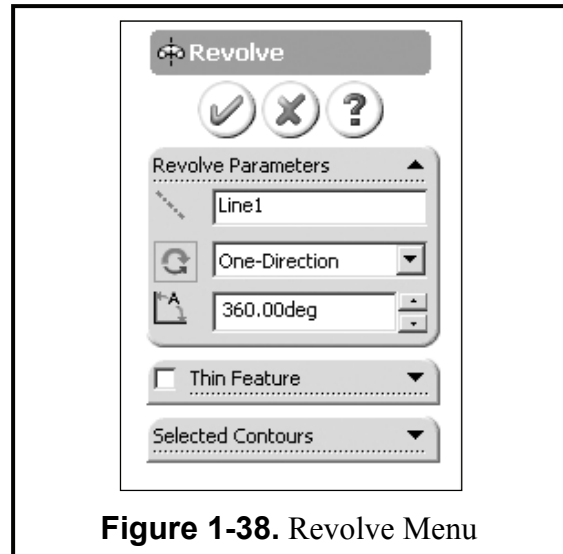 Revolve
?
Revolve Parameters
Line1
One-Direction
A
360.00deg
Thin Feature
Selected Contours
Figure 1-38. Revolve Menu